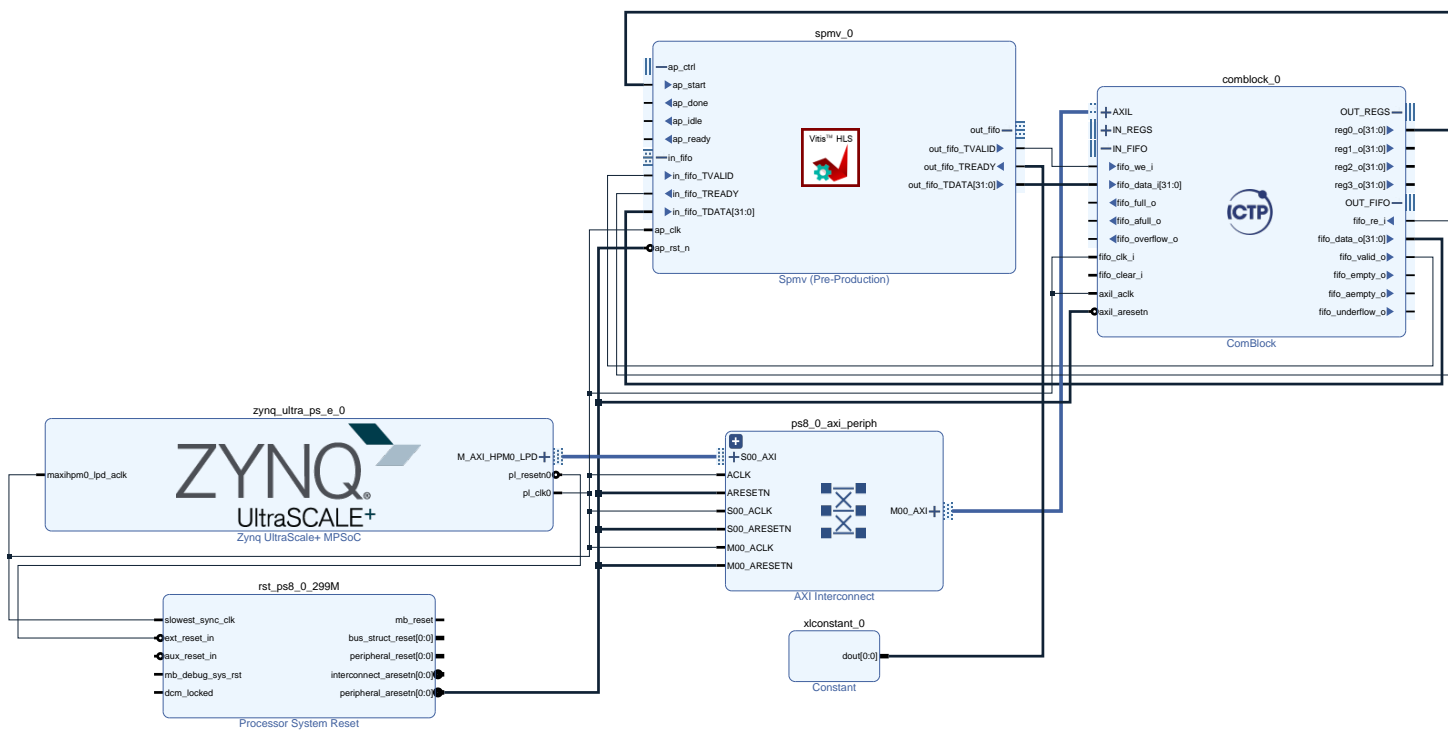 spmv_0
ap_ctrl
ap_start
ap_done
ap_idle
ap_ready
in_fifo
in_fifo_TVALID
in_fifo_TREADY
in_fifo_TDATA[31:0]
ap_clk
ap_rst_n
Vitis™ HLS
out_fifo
out_fifo_TVALID
out_fifo_TREADY
out_fifo_TDATA[31:0]
Spmv (Pre-Production)
comblock_0
AXIL
IN_REGS
IN_FIFO
fifo_we_i
fifo_data_i[31:0]
fifo_full_o
fifo_afull_o
fifo_overflow_o
fifo_clk_i
fifo_clear_i
axil_aclk
axil_aresetn
ICTP
OUT_REGS
reg0_o[31:0]
reg1_o[31:0]
reg2_o[31:0]
reg3_o[31:0]
OUT_FIFO
fifo_re_i
fifo_data_o[31:0]
fifo_valid_o
fifo_empty_o
fifo_aempty_o
fifo_underflow_o
ComBlock
zynq_ultra_ps_e_0
maxihpm0_lpd_aclk
ZYNQ®
UltraSCALE+
M_AXI_HPM0_LPD
pl_resetn0
pl_clk0
Zynq UltraScale+ MPSoC
ps8_0_axi_periph
S00_AXI
ACLK
ARESETN
S00_ACLK
S00_ARESETN
M00_ACLK
M00_ARESETN
M00_AXI
AXI Interconnect
rst_ps8_0_299M
slowest_sync_clk
ext_reset_in
aux_reset_in
mb_debug_sys_rst
dcm_locked
mb_reset
bus_struct_reset[0:0]
peripheral_reset[0:0]
interconnect_aresetn[0:0]
peripheral_aresetn[0:0]
Processor System Reset
xlconstant_0
dout[0:0]
Constant